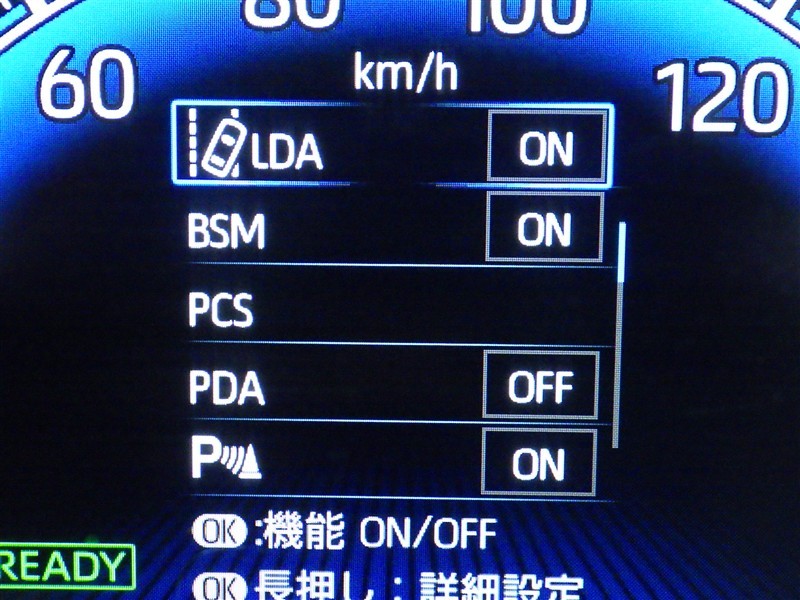 80 100
60 km/h 120
LDA ON
BSM ON
PCS
PDA OFF
P ON
OK :機能 ON/OFF
READY
OK 長押し:詳細設定